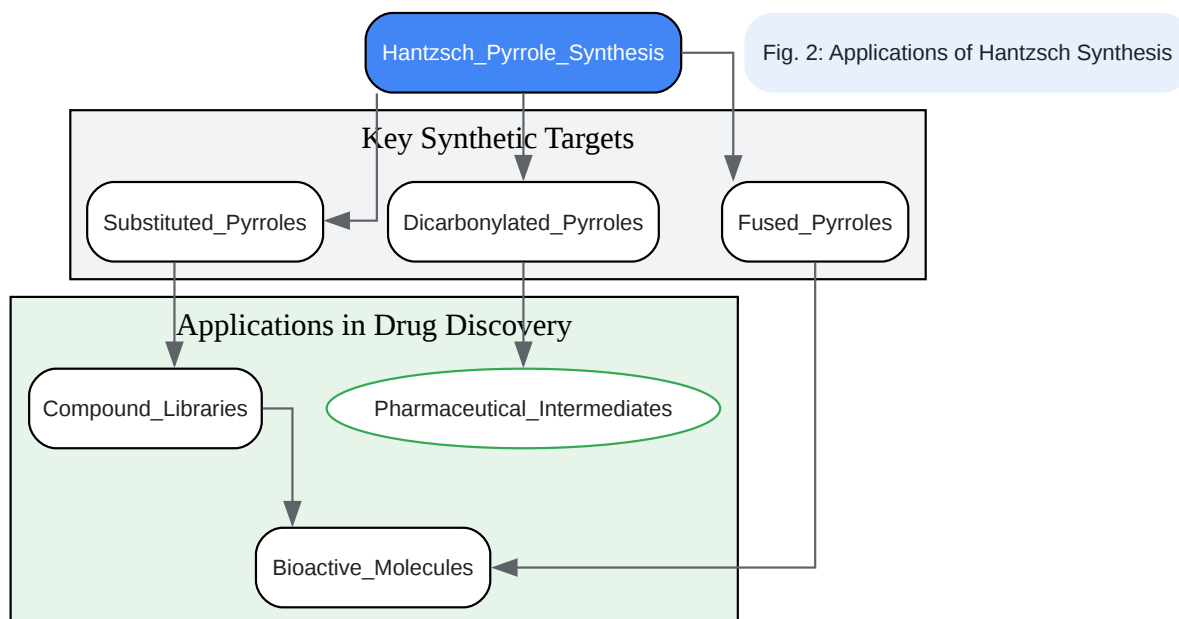 Hantzsch_Pyrrole_Synthesis
Fig. 2: Applications of Hantzsch Synthesis
Key Synthetic Targets
Substituted_Pyrroles
Dicarbonylated_Pyrroles
Fused_Pyrroles
Applications in Drug Discovery
Compound_Libraries
Pharmaceutical_Intermediates
Bioactive_Molecules